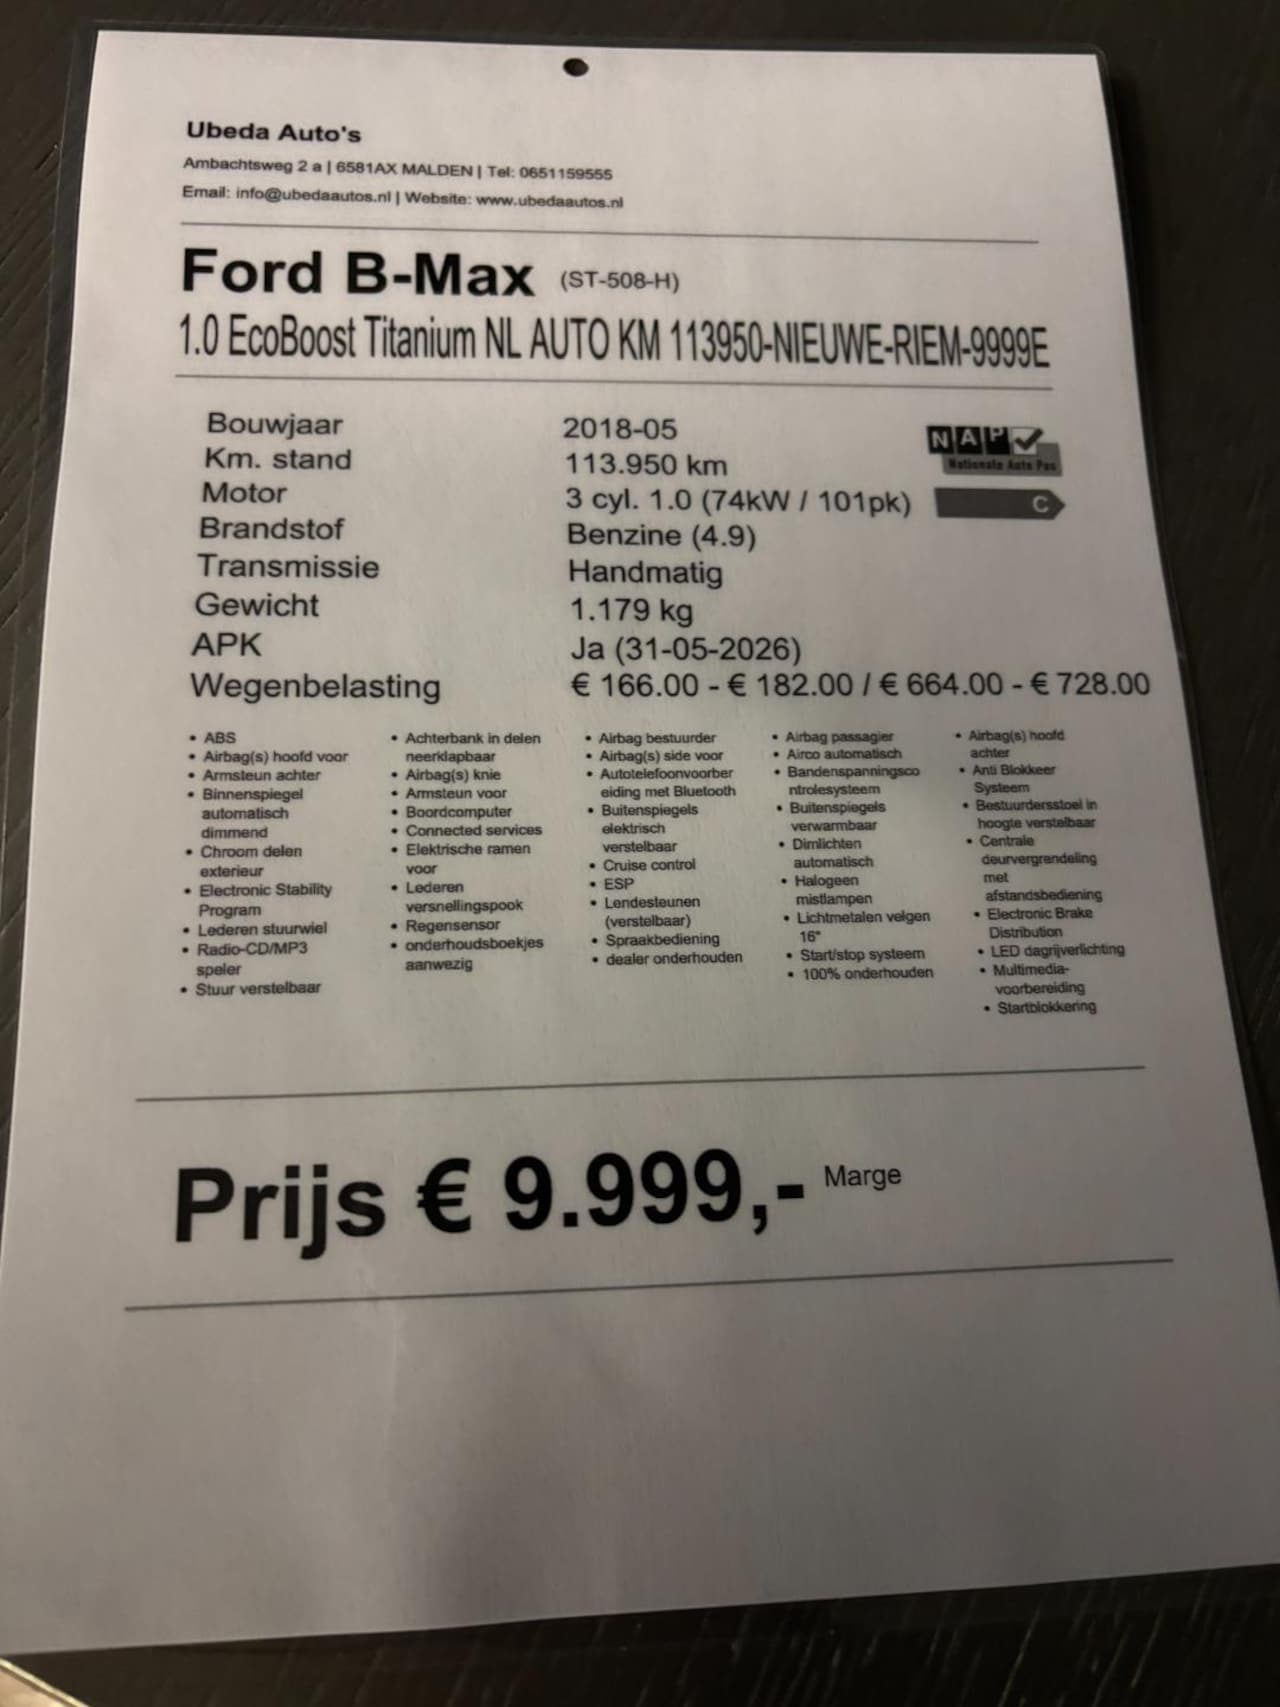 Ubeda Auto's
Ambachtsweg 2 a | 6581AX MALDEN | Tel: 0651159555
Email: info@ubedaautos.nl | Website: www.ubedaautos.nl
Ford B-Max (ST-508-H)
1.0 EcoBoost Titanium NL AUTO KM 113950-NIEUWE-RIEM-9999E
Bouwjaar 2018-05
Km. stand 113.950 km
Motor 3 cyl. 1.0 (74kW / 101pk)
Brandstof Benzine (4.9)
Transmissie Handmatig
Gewicht 1.179 kg
APK Ja (31-05-2026)
Wegenbelasting € 166.00 - € 182.00 / € 664.00 - € 728.00
NAP
Nationale Auto Pas
C
• ABS
• Airbag(s) hoofd voor
• Armsteun achter
• Binnenspiegel
automatisch
dimmend
• Chroom delen
exterieur
• Electronic Stability
Program
• Lederen stuurwiel
• Radio-CD/MP3
speler
• Stuur verstelbaar
• Achterbank in delen
neerklapbaar
• Airbag(s) knie
• Armsteun voor
• Boordcomputer
• Connected services
• Elektrische ramen
voor
• Lederen
versnellingspook
• Regensensor
• onderhoudsboekjes
aanwezig
• Airbag bestuurder
• Airbag(s) side voor
• Autotelefoonvoorber
eiding met Bluetooth
• Buitenspiegels
elektrisch
verstelbaar
• Cruise control
• ESP
• Lendesteunen
(verstelbaar)
• Spraakbediening
• dealer onderhouden
• Airbag passagier
• Airco automatisch
• Bandenspanningsco
ntrolesysteem
• Buitenspiegels
verwarmbaar
• Dimlichten
automatisch
• Halogeen
mistlampen
• Lichtmetalen velgen
16"
• Start/stop systeem
• 100% onderhouden
• Airbag(s) hoofd
achter
• Anti Blokkeer
Systeem
• Bestuurdersstoel in
hoogte verstelbaar
• Centrale
deurvergrendeling
met
afstandsbediening
• Electronic Brake
Distribution
• LED dagrijverlichting
• Multimedia-
voorbereiding
• Startblokkering
Prijs € 9.999,- Marge